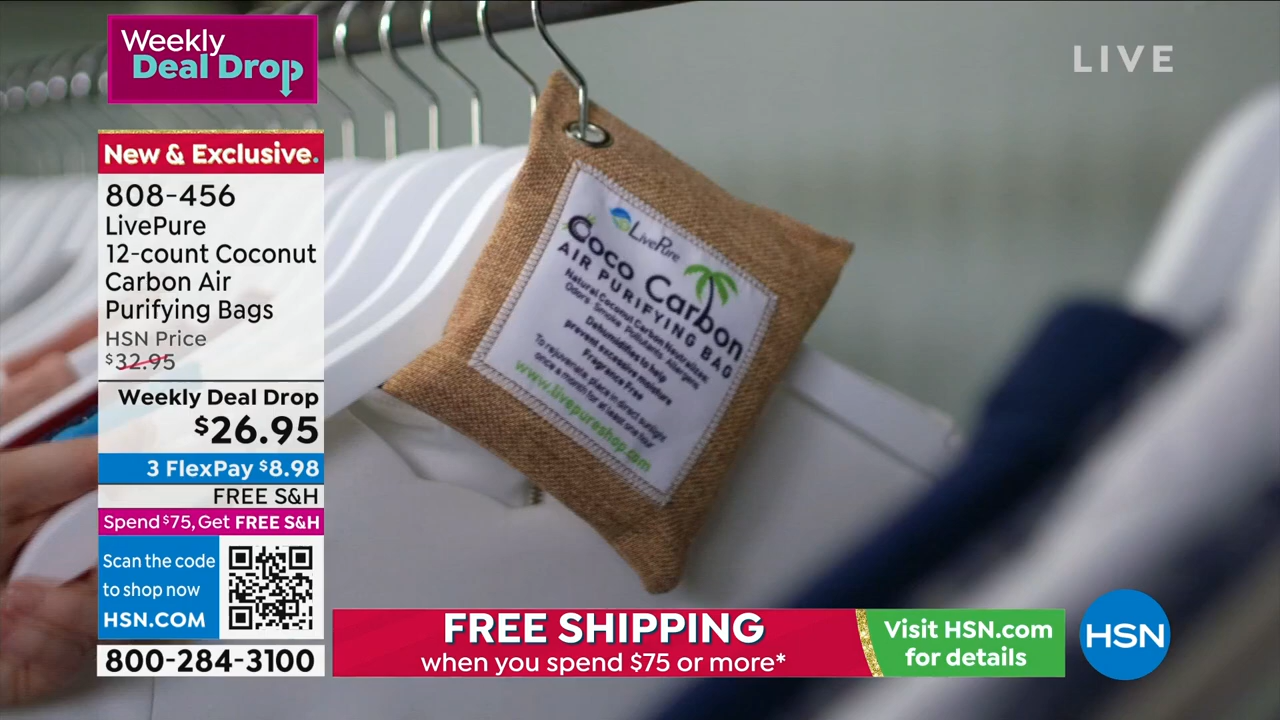 Weekly
Deal Drop
LIVE
New & Exclusive.
808-456
LivePure
12-count Coconut
Carbon Air
Purifying Bags
HSN Price
$32.95
Weekly Deal Drop
$26.95
3 FlexPay $8.98
FREE S&H
Spend $75, Get FREE S&H
Scan the code
to shop now
HSN.COM
800-284-3100
LivePure
Coco Carbon
AIR PURIFYING BAG
Natural Coconut Carbon Neutralizes:
Odors · Smoke · Pollutants · Allergens
Dehumidifies to help
prevent excessive moisture
Fragrance Free
To rejuvenate, place in direct sunlight
once a month for at least one hour
www.livepureshop.com
FREE SHIPPING
when you spend $75 or more*
Visit HSN.com
for details
HSN